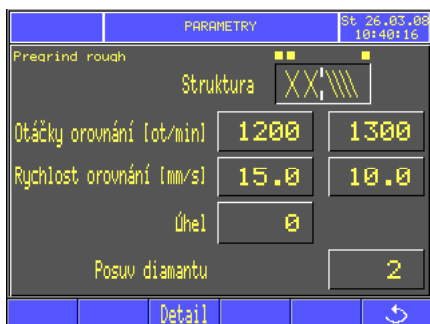 PARAMETRY
St 26.03.08
10:40:16
Pregrind rough
Struktura
Otáčky orovnání [ot/min] 1200 1300
Rychlost orovnání [mm/s] 15.0 10.0
Úhel 0
Posuv diamantu 2
Detail